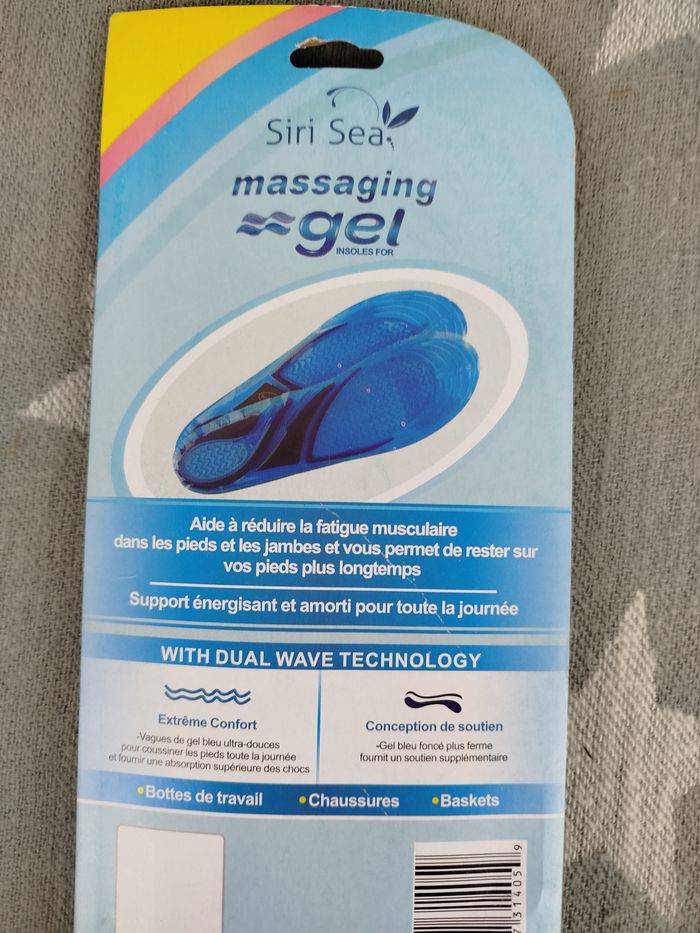 Siri Sea
massaging
gel
INSOLES FOR
Aide à réduire la fatigue musculaire
dans les pieds et les jambes et vous permet de rester sur
vos pieds plus longtemps
Support énergisant et amorti pour toute la journée
WITH DUAL WAVE TECHNOLOGY
Extrême Confort
-Vagues de gel bleu ultra-douces
pour coussiner les pieds toute la journée
et fournir une absorption supérieure des chocs
Conception de soutien
-Gel bleu foncé plus ferme
fournit un soutien supplémentaire
•Bottes de travail •Chaussures •Baskets
731405 9